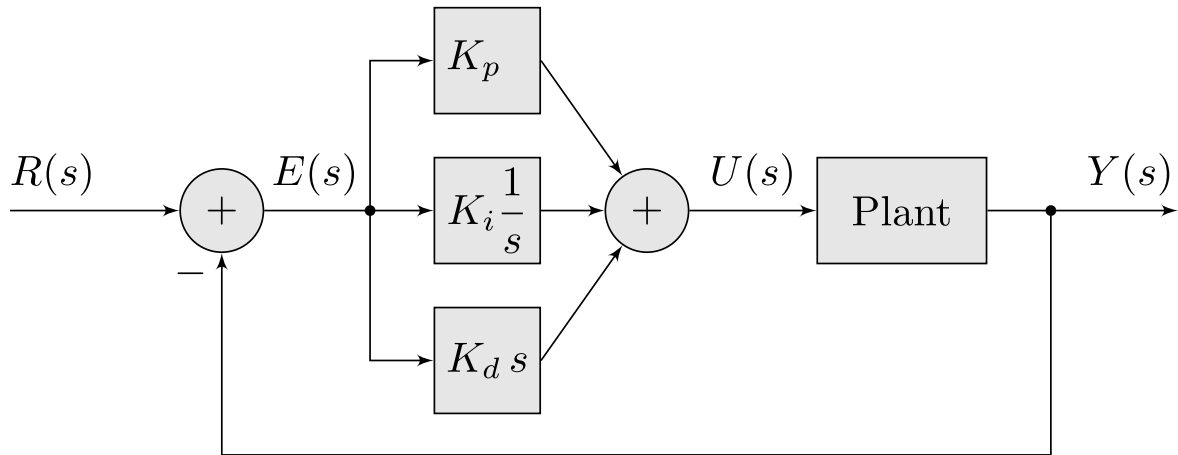 K_p
R(s)
E(s)
U(s)
Y(s)
+
K_i 1/s
+
Plant
−
K_d s